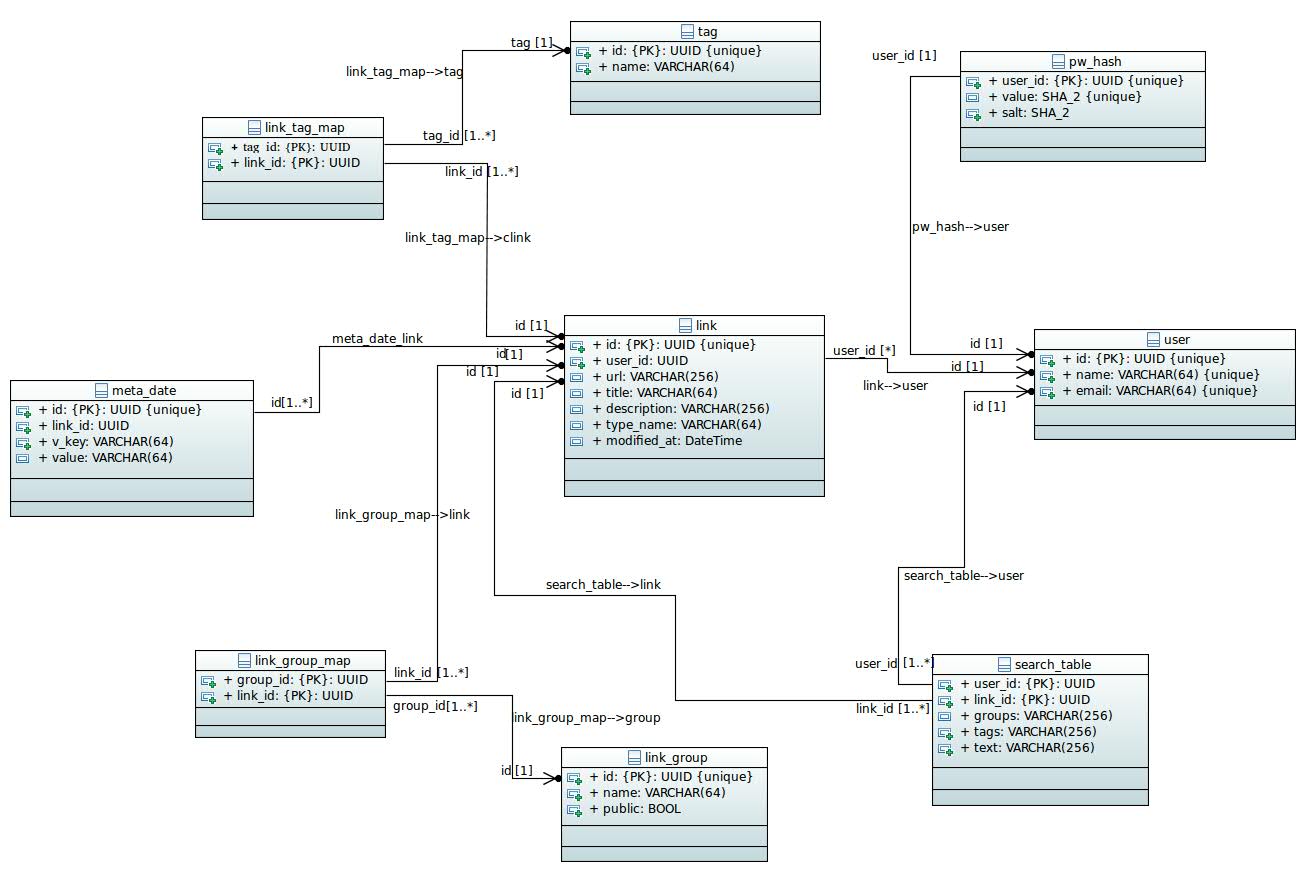 tag
+ id: {PK}: UUID {unique}
+ name: VARCHAR(64)
tag [1]
link_tag_map-->tag
user_id [1]
pw_hash
+ user_id: {PK}: UUID {unique}
+ value: SHA_2 {unique}
+ salt: SHA_2
link_tag_map
+ tag_id: {PK}: UUID
+ link_id: {PK}: UUID
tag_id [1..*]
link_id [1..*]
link_tag_map-->clink
pw_hash-->user
id [1]
meta_date_link
id[1]
id [1]
id [1]
link
+ id: {PK}: UUID {unique}
+ user_id: UUID
+ url: VARCHAR(256)
+ title: VARCHAR(64)
+ description: VARCHAR(256)
+ type_name: VARCHAR(64)
+ modified_at: DateTime
user_id [*]
link-->user
id [1]
id [1]
id [1]
user
+ id: {PK}: UUID {unique}
+ name: VARCHAR(64) {unique}
+ email: VARCHAR(64) {unique}
meta_date
+ id: {PK}: UUID {unique}
+ link_id: UUID
+ v_key: VARCHAR(64)
+ value: VARCHAR(64)
id[1..*]
link_group_map-->link
search_table-->link
search_table-->user
link_group_map
+ group_id: {PK}: UUID
+ link_id: {PK}: UUID
link_id [1..*]
group_id[1..*]
link_group_map-->group
id [1]
link_group
+ id: {PK}: UUID {unique}
+ name: VARCHAR(64)
+ public: BOOL
user_id [1..*]
link_id [1..*]
search_table
+ user_id: {PK}: UUID
+ link_id: {PK}: UUID
+ groups: VARCHAR(256)
+ tags: VARCHAR(256)
+ text: VARCHAR(256)